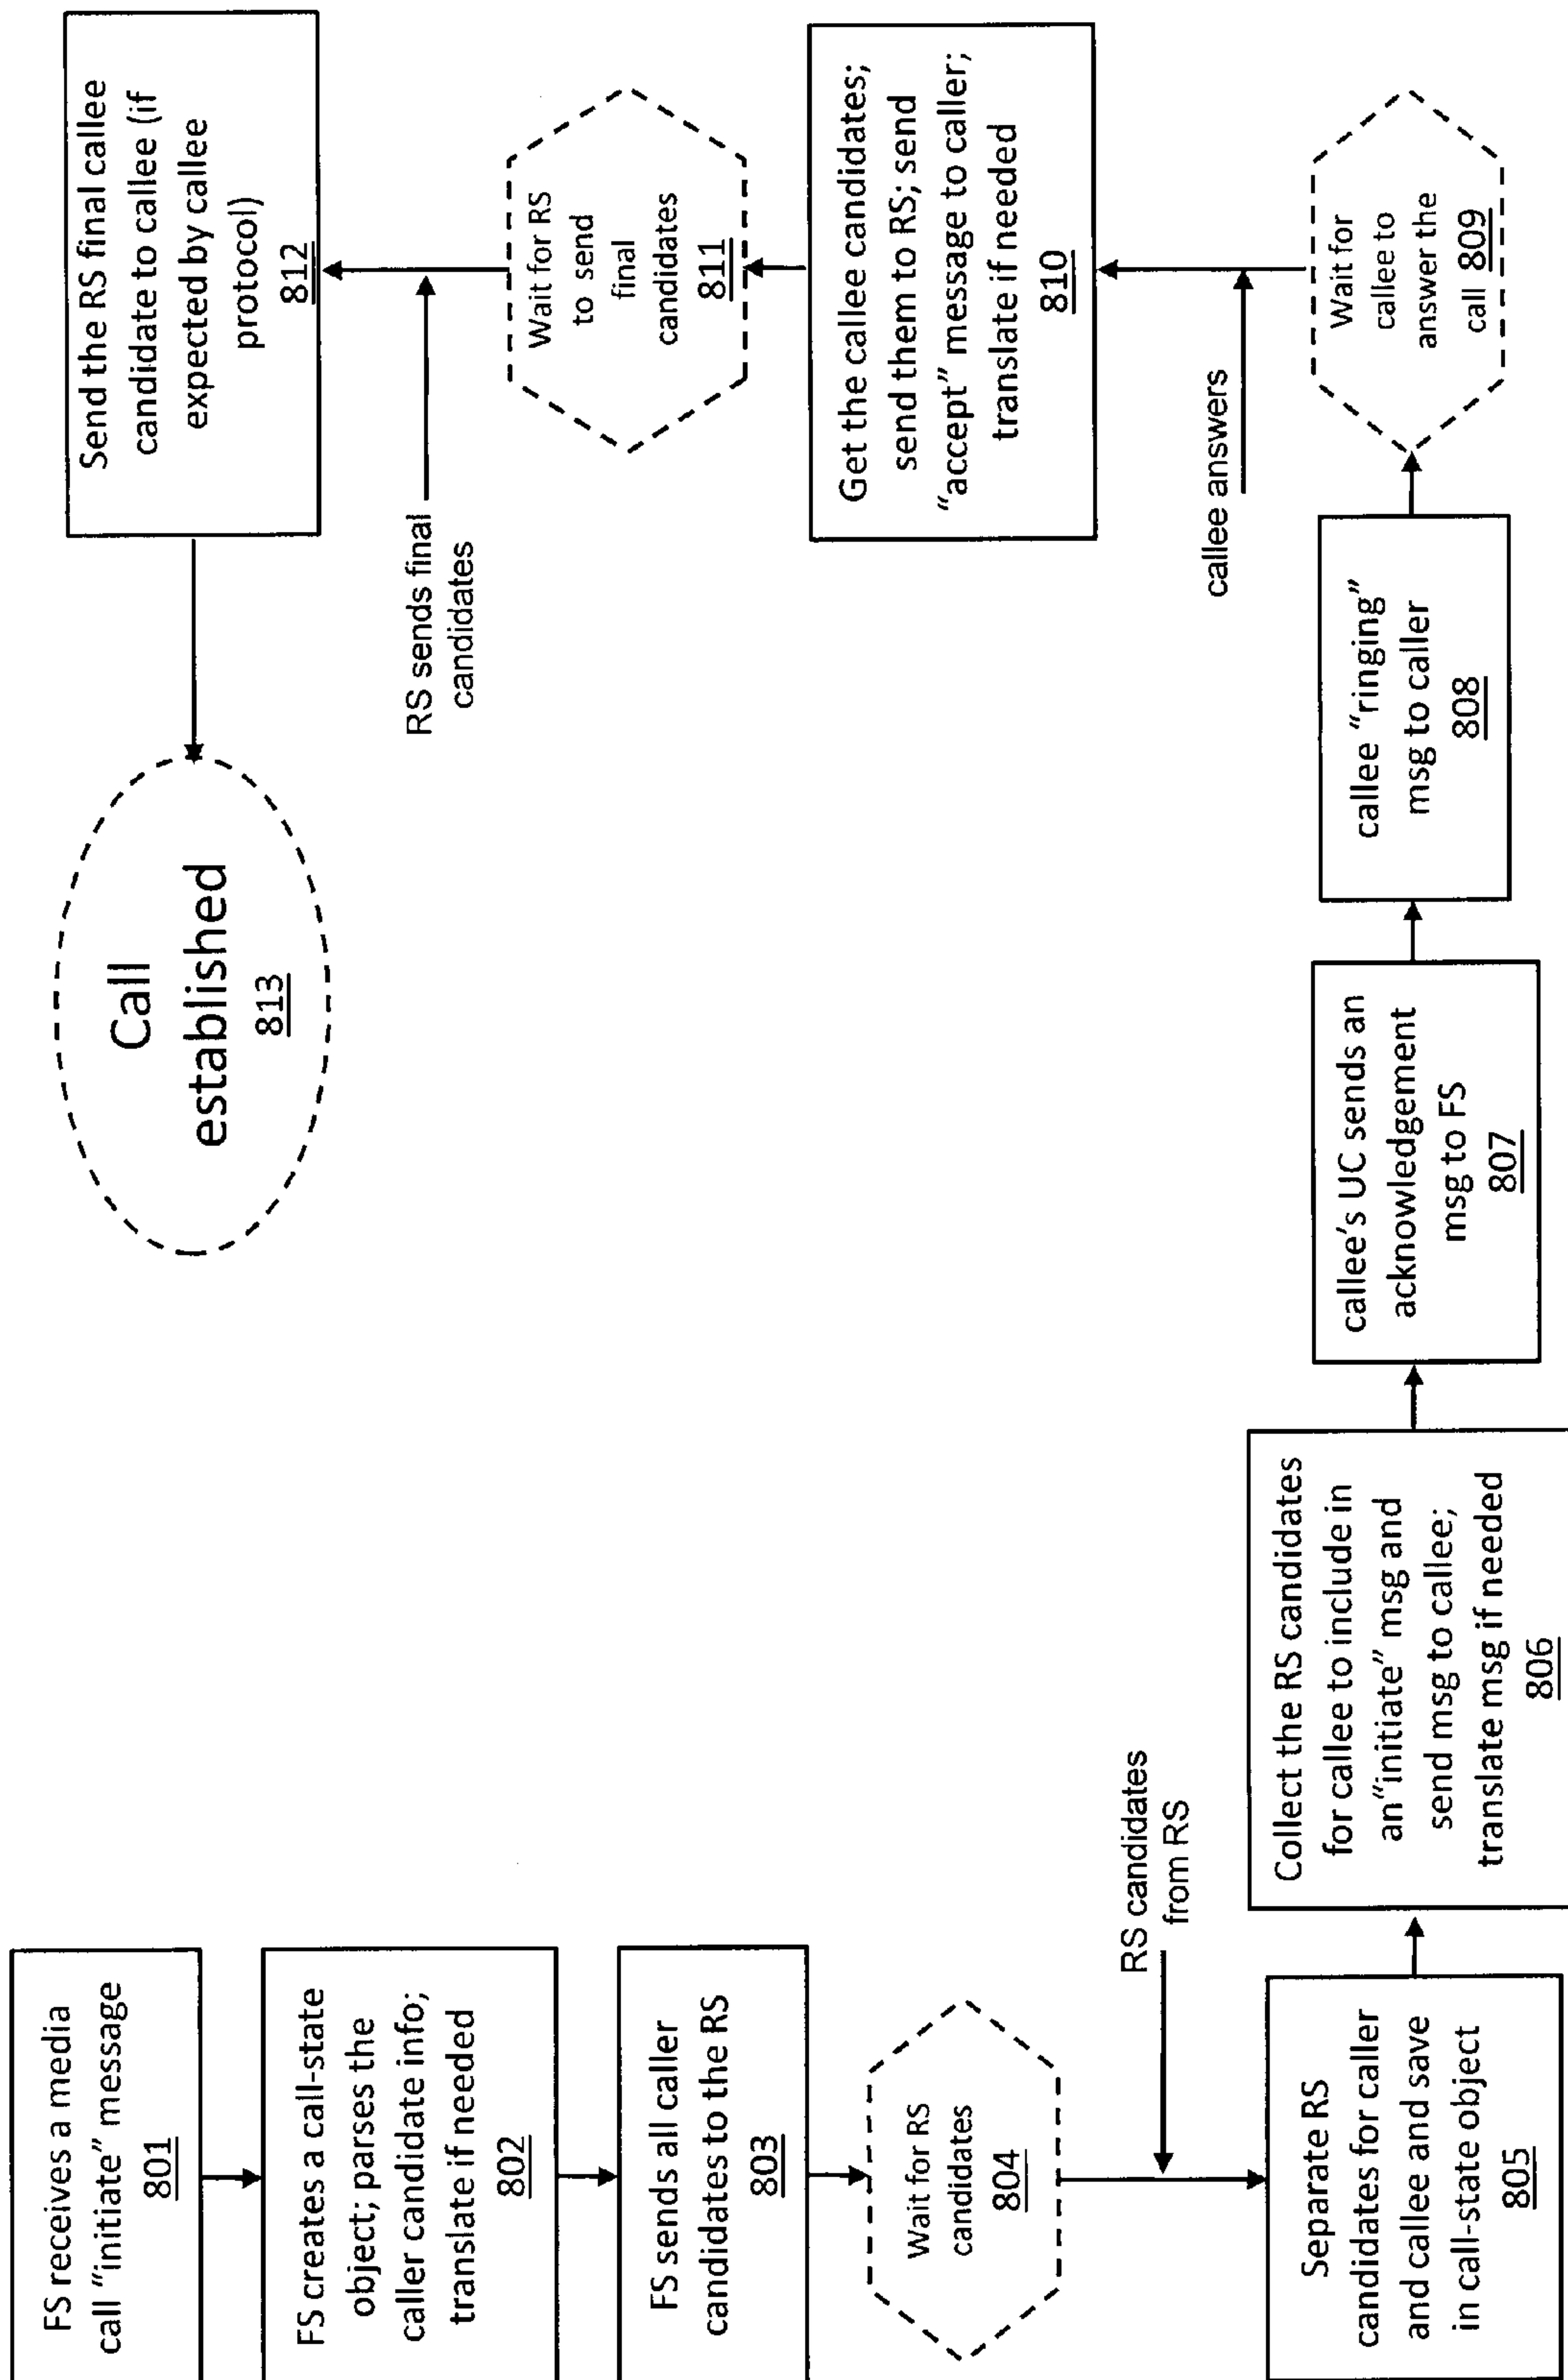 FS receives a media
call “initiate” message
801
FS creates a call-state
object; parses the
caller candidate info;
translate if needed
802
FS sends all caller
candidates to the RS
803
Wait for RS
candidates
804
RS candidates
from RS
Separate RS
candidates for caller
and callee and save
in call-state object
805
Collect the RS candidates
for callee to include in
an“initiate” msg and
send msg to callee;
translate msg if needed
806
callee's UC sends an
acknowledgement
msg to FS
807
callee “ringing”
msg to caller
808
Wait for
callee to
answer the
call 809
callee answers
Get the callee candidates;
send them to RS; send
“accept” message to caller;
translate if needed
810
Wait for RS
to send
final
candidates
811
RS sends final
candidates
Send the RS final callee
candidate to callee (if
expected by callee
protocol)
812
Call
established
813